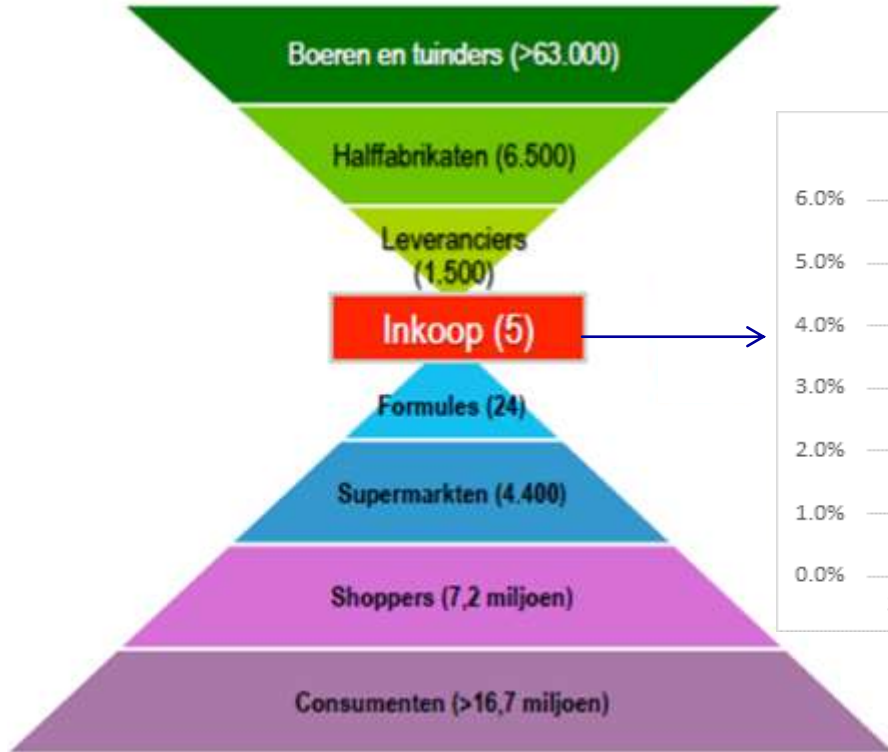 Boeren en tuinders (>63.000)
Halffabrikaten (6.500)
Leveranciers
(1.500)
Inkoop (5)
Formules (24)
Supermarkten (4.400)
Shoppers (7,2 miljoen)
Consumenten (>16,7 miljoen)
6.0%
5.0%
4.0%
3.0%
2.0%
1.0%
0.0%